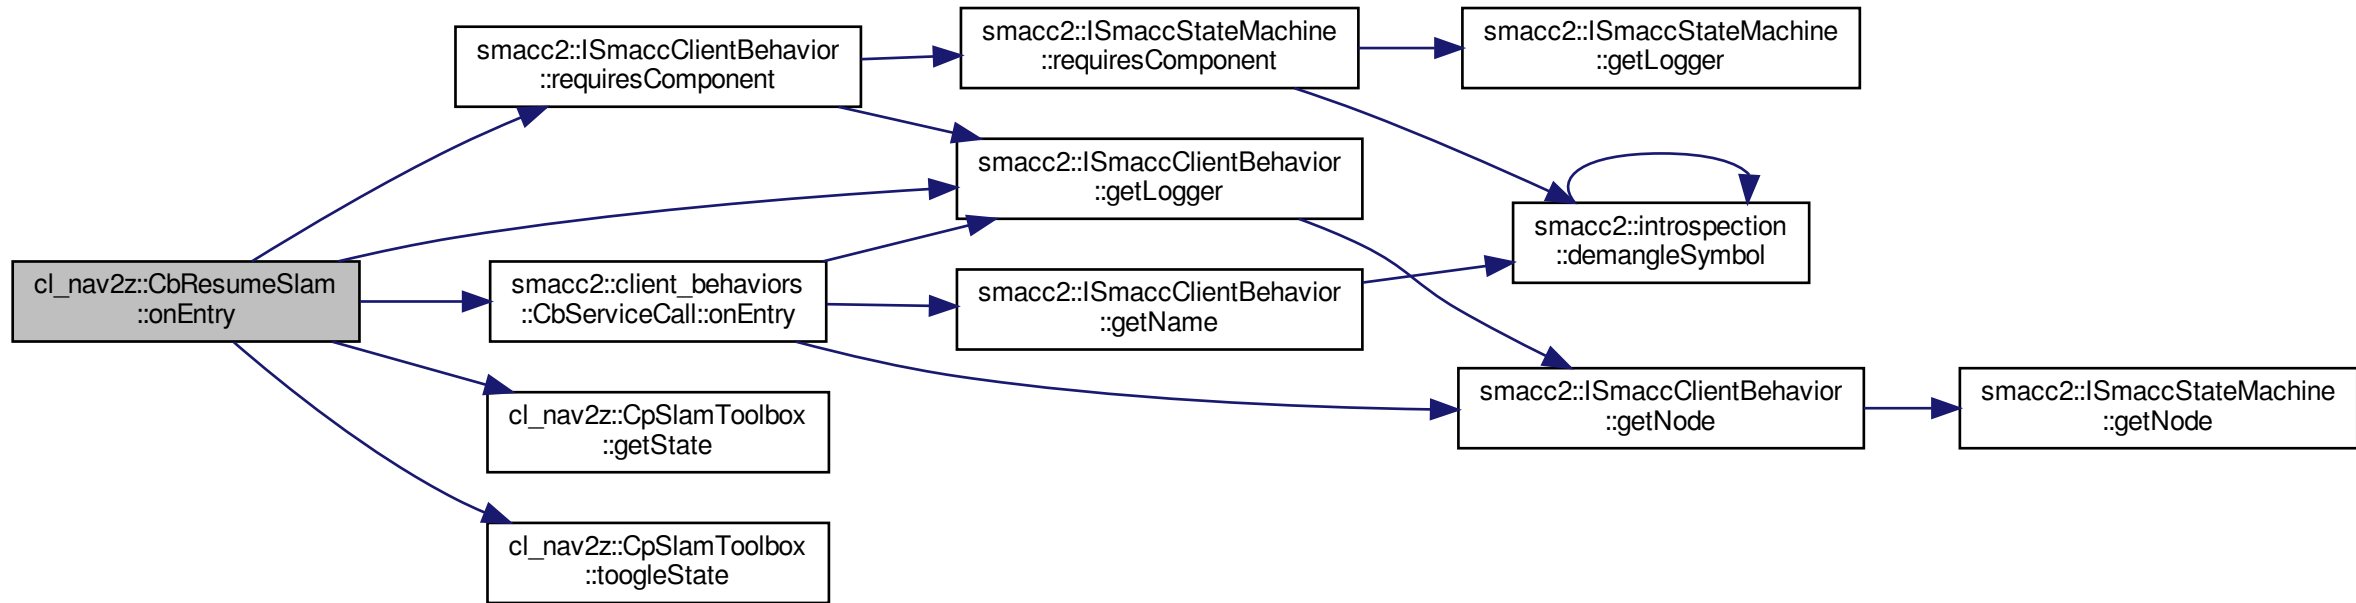 cl_nav2z::CbResumeSlam
::onEntry
smacc2::ISmaccClientBehavior
::requiresComponent
smacc2::client_behaviors
::CbServiceCall::onEntry
cl_nav2z::CpSlamToolbox
::getState
cl_nav2z::CpSlamToolbox
::toogleState
smacc2::ISmaccStateMachine
::requiresComponent
smacc2::ISmaccClientBehavior
::getLogger
smacc2::ISmaccClientBehavior
::getName
smacc2::ISmaccStateMachine
::getLogger
smacc2::introspection
::demangleSymbol
smacc2::ISmaccClientBehavior
::getNode
smacc2::ISmaccStateMachine
::getNode